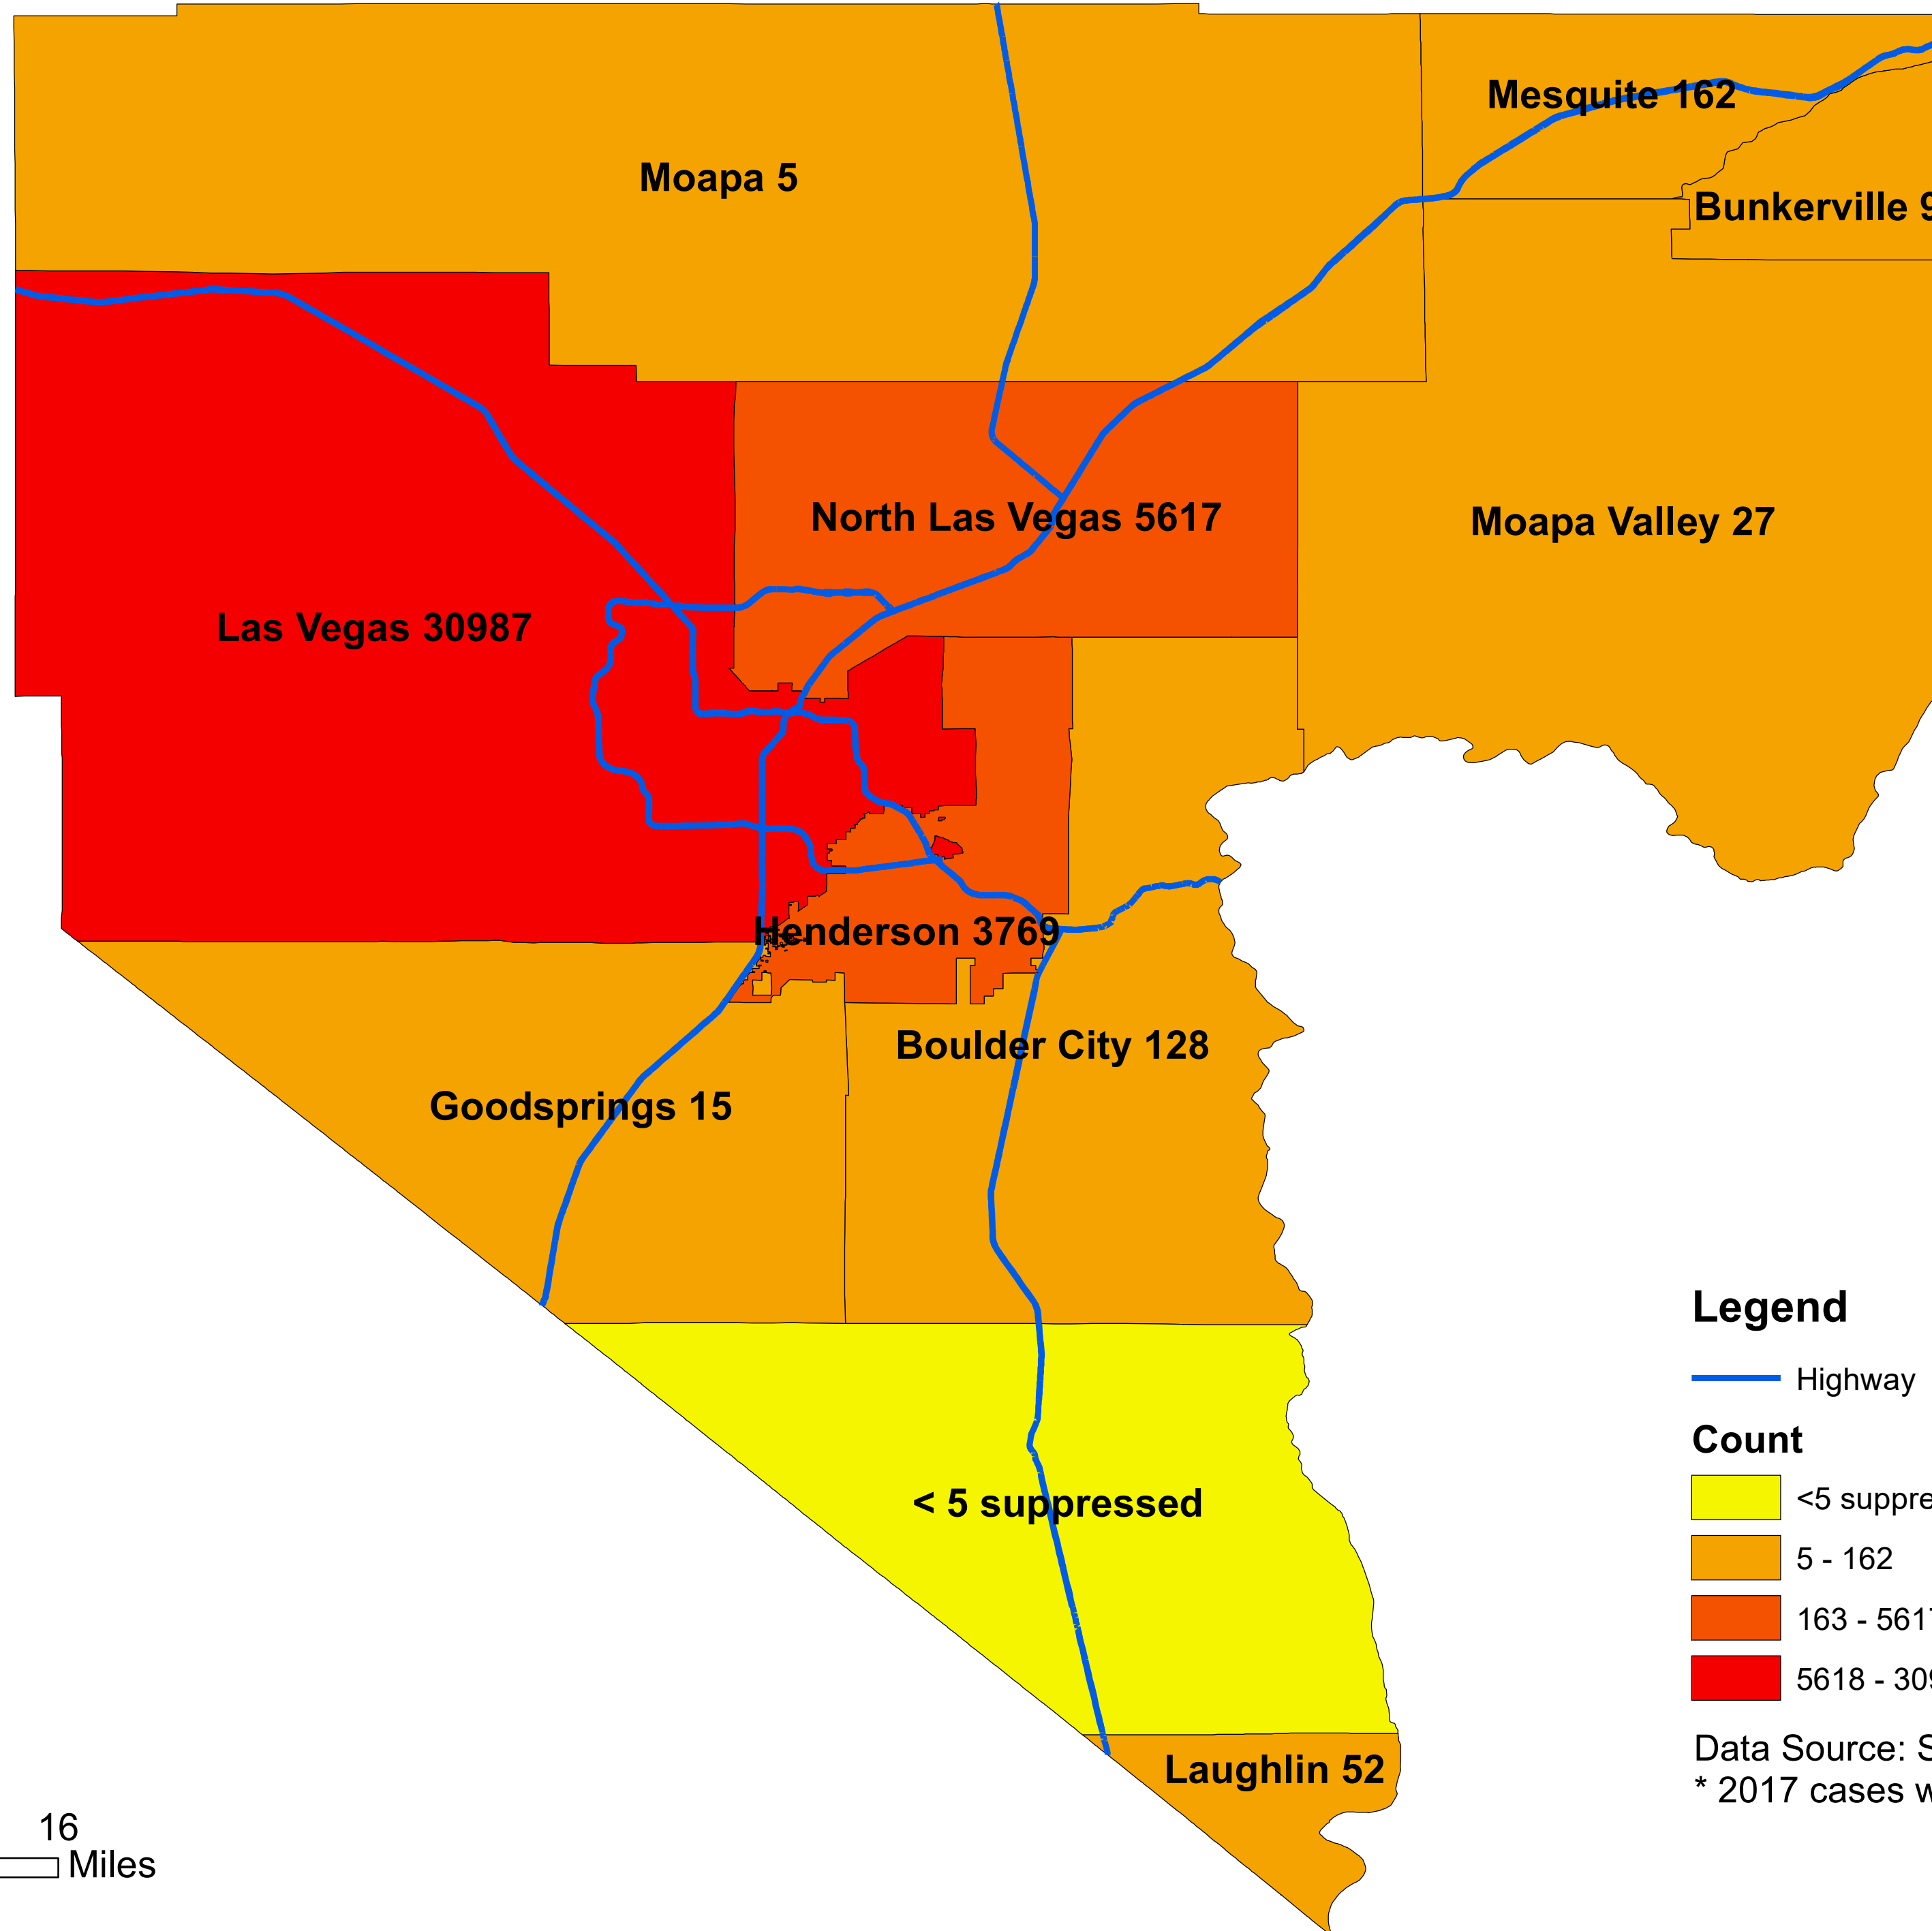 Mesquite 162
Moapa 5
Bunkerville
North Las Vegas 5617
Moapa Valley 27
Las Vegas 30987
Henderson 3769
Boulder City 128
Goodsprings 15
< 5 suppressed
Laughlin 52
Legend
Highway
Count
5 - 162
163 -
5618 -
Data Source:
* 2017 cases
16
Miles